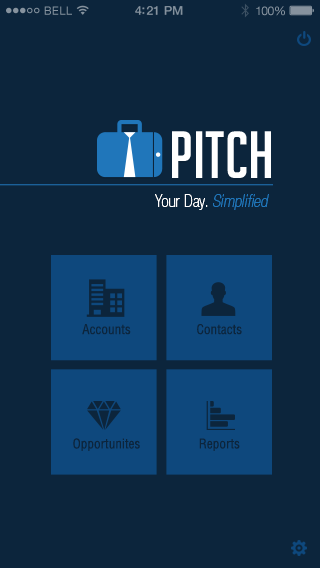 BELL 4:21 PM 100%
PITCH
Your Day. Simplified
Accounts Contacts
Opportunites Reports